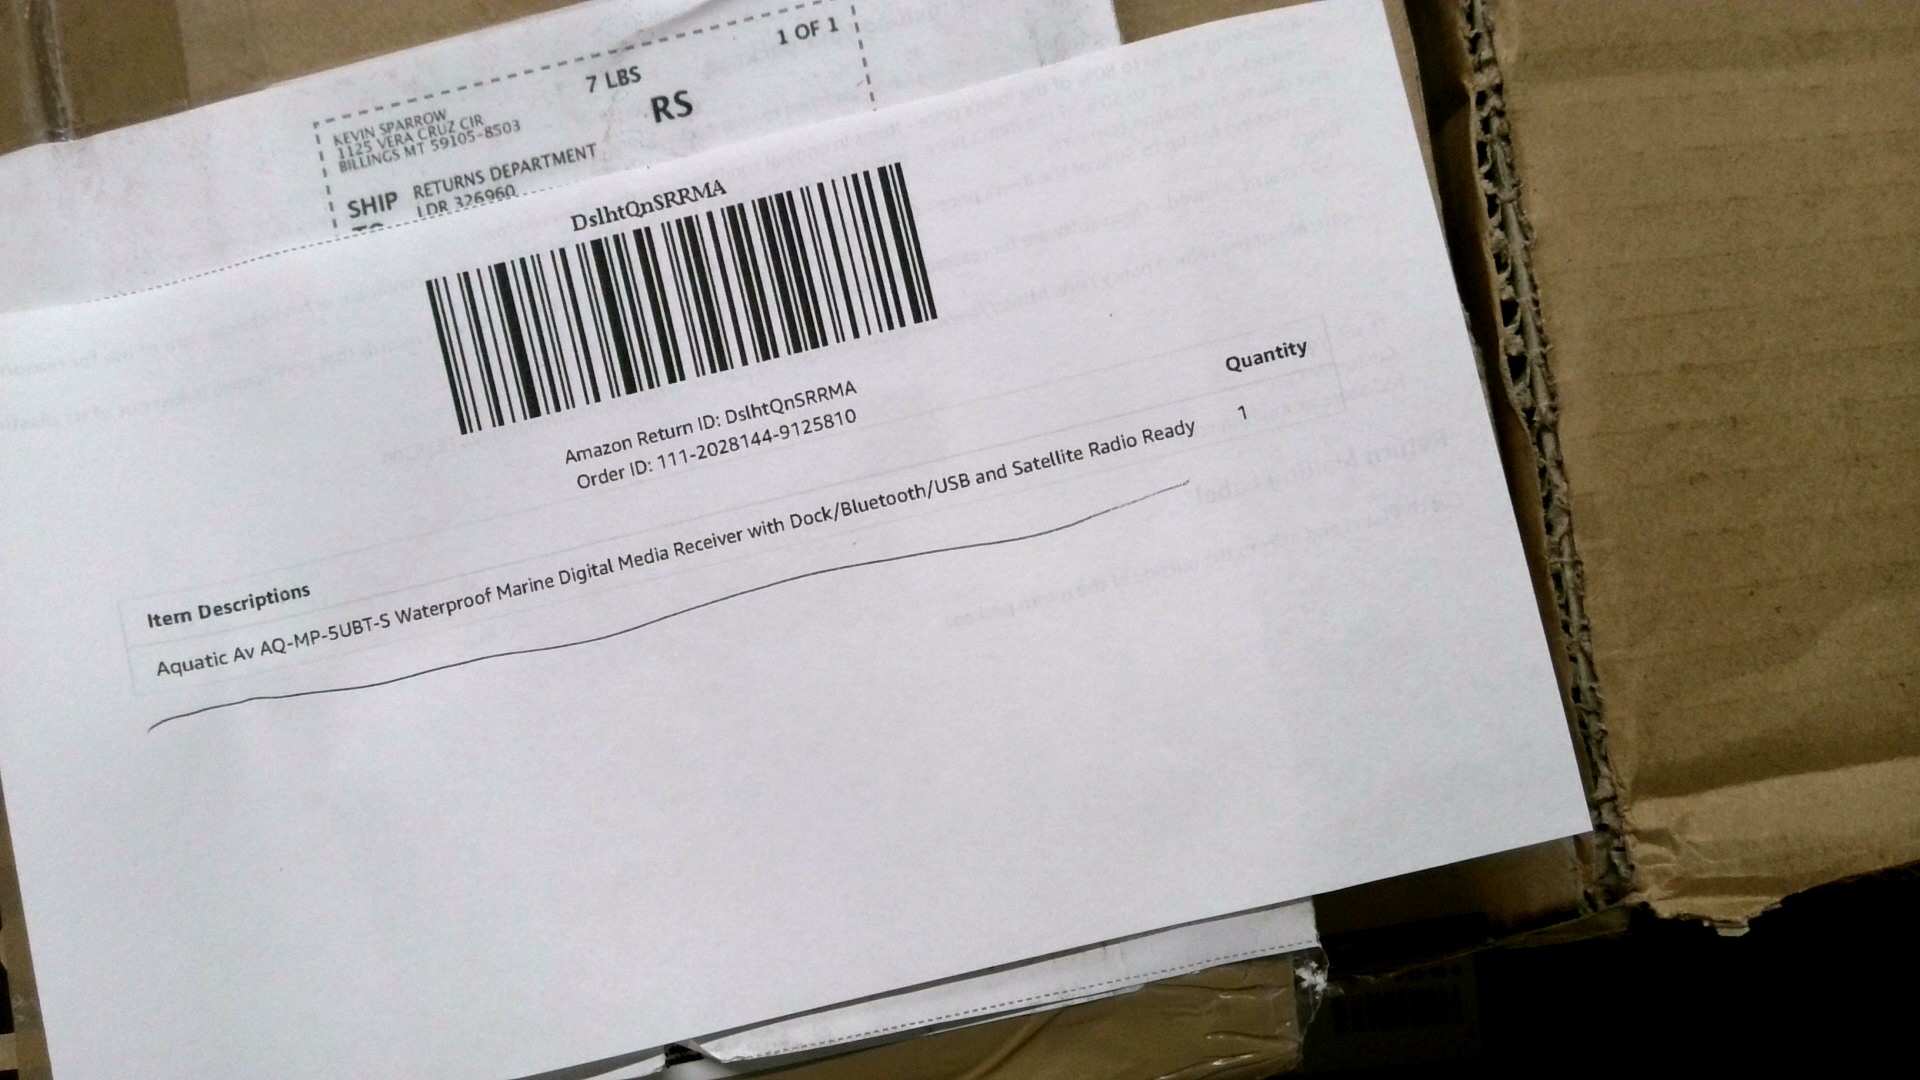 1 OF 1
7 LBS
RS
KEVIN SPARROW
1125 VERA CRUZ CIR
BILLINGS MT 59105-8503
SHIP
RETURNS DEPARTMENT
LDR 326960
DslhtQnSRRMA
Amazon Return ID: DslhtQnSRRMA
Order ID: 111-2028144-9125810
Item Descriptions Quantity
Aquatic Av AQ-MP-5UBT-S Waterproof Marine Digital Media Receiver with Dock/Bluetooth/USB and Satellite Radio Ready 1